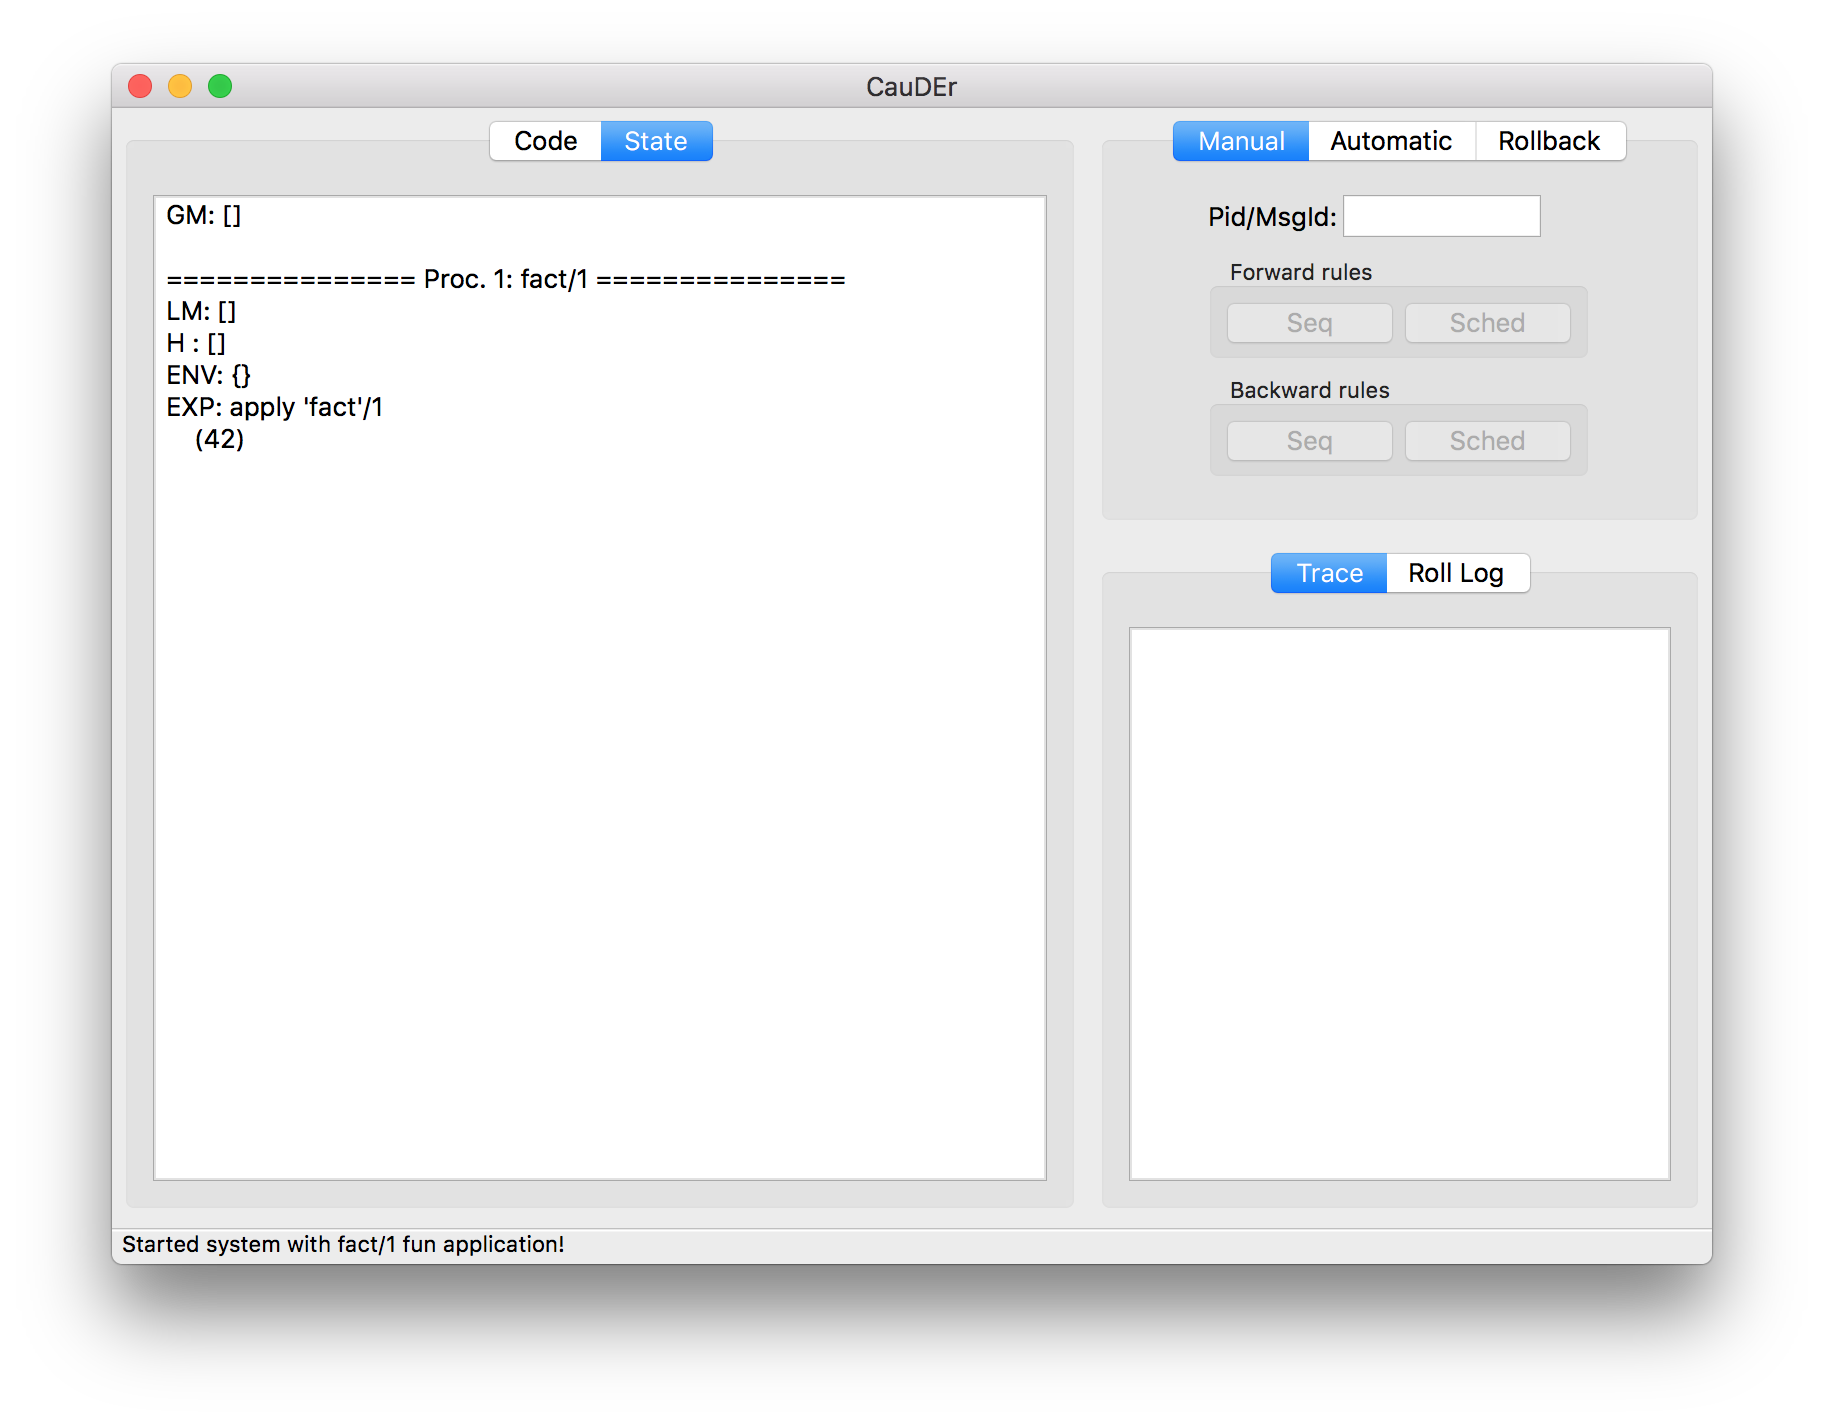 CauDEr
Code State
GM: []
=============== Proc. 1: fact/1 ===============
LM: []
H : []
ENV: {}
EXP: apply 'fact'/1
(42)
Manual Automatic Rollback
Pid/MsgId:
Forward rules
Seq Sched
Backward rules
Seq Sched
Trace Roll Log
Started system with fact/1 fun application!